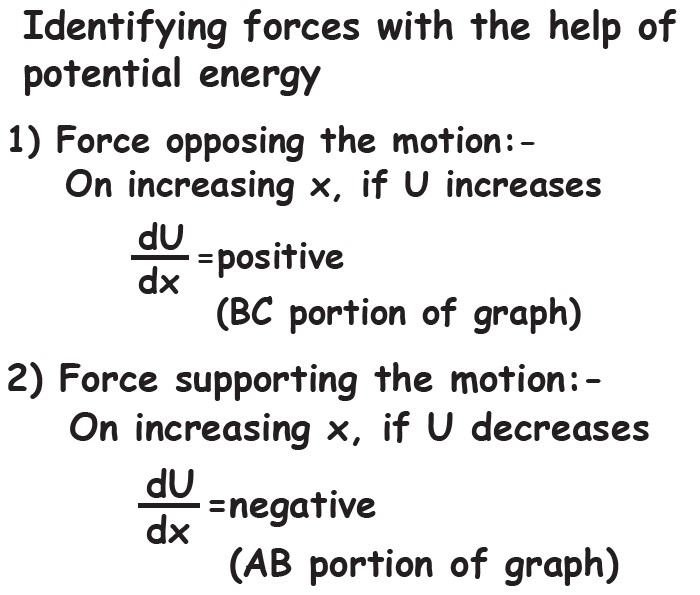 Identifying forces with the help of
potential energy
1) Force opposing the motion:-
On increasing x, if U increases
dU
dx
=positive
(BC portion of graph)
2) Force supporting the motion:-
On increasing x, if U decreases
dU
dx
=negative
(AB portion of graph)